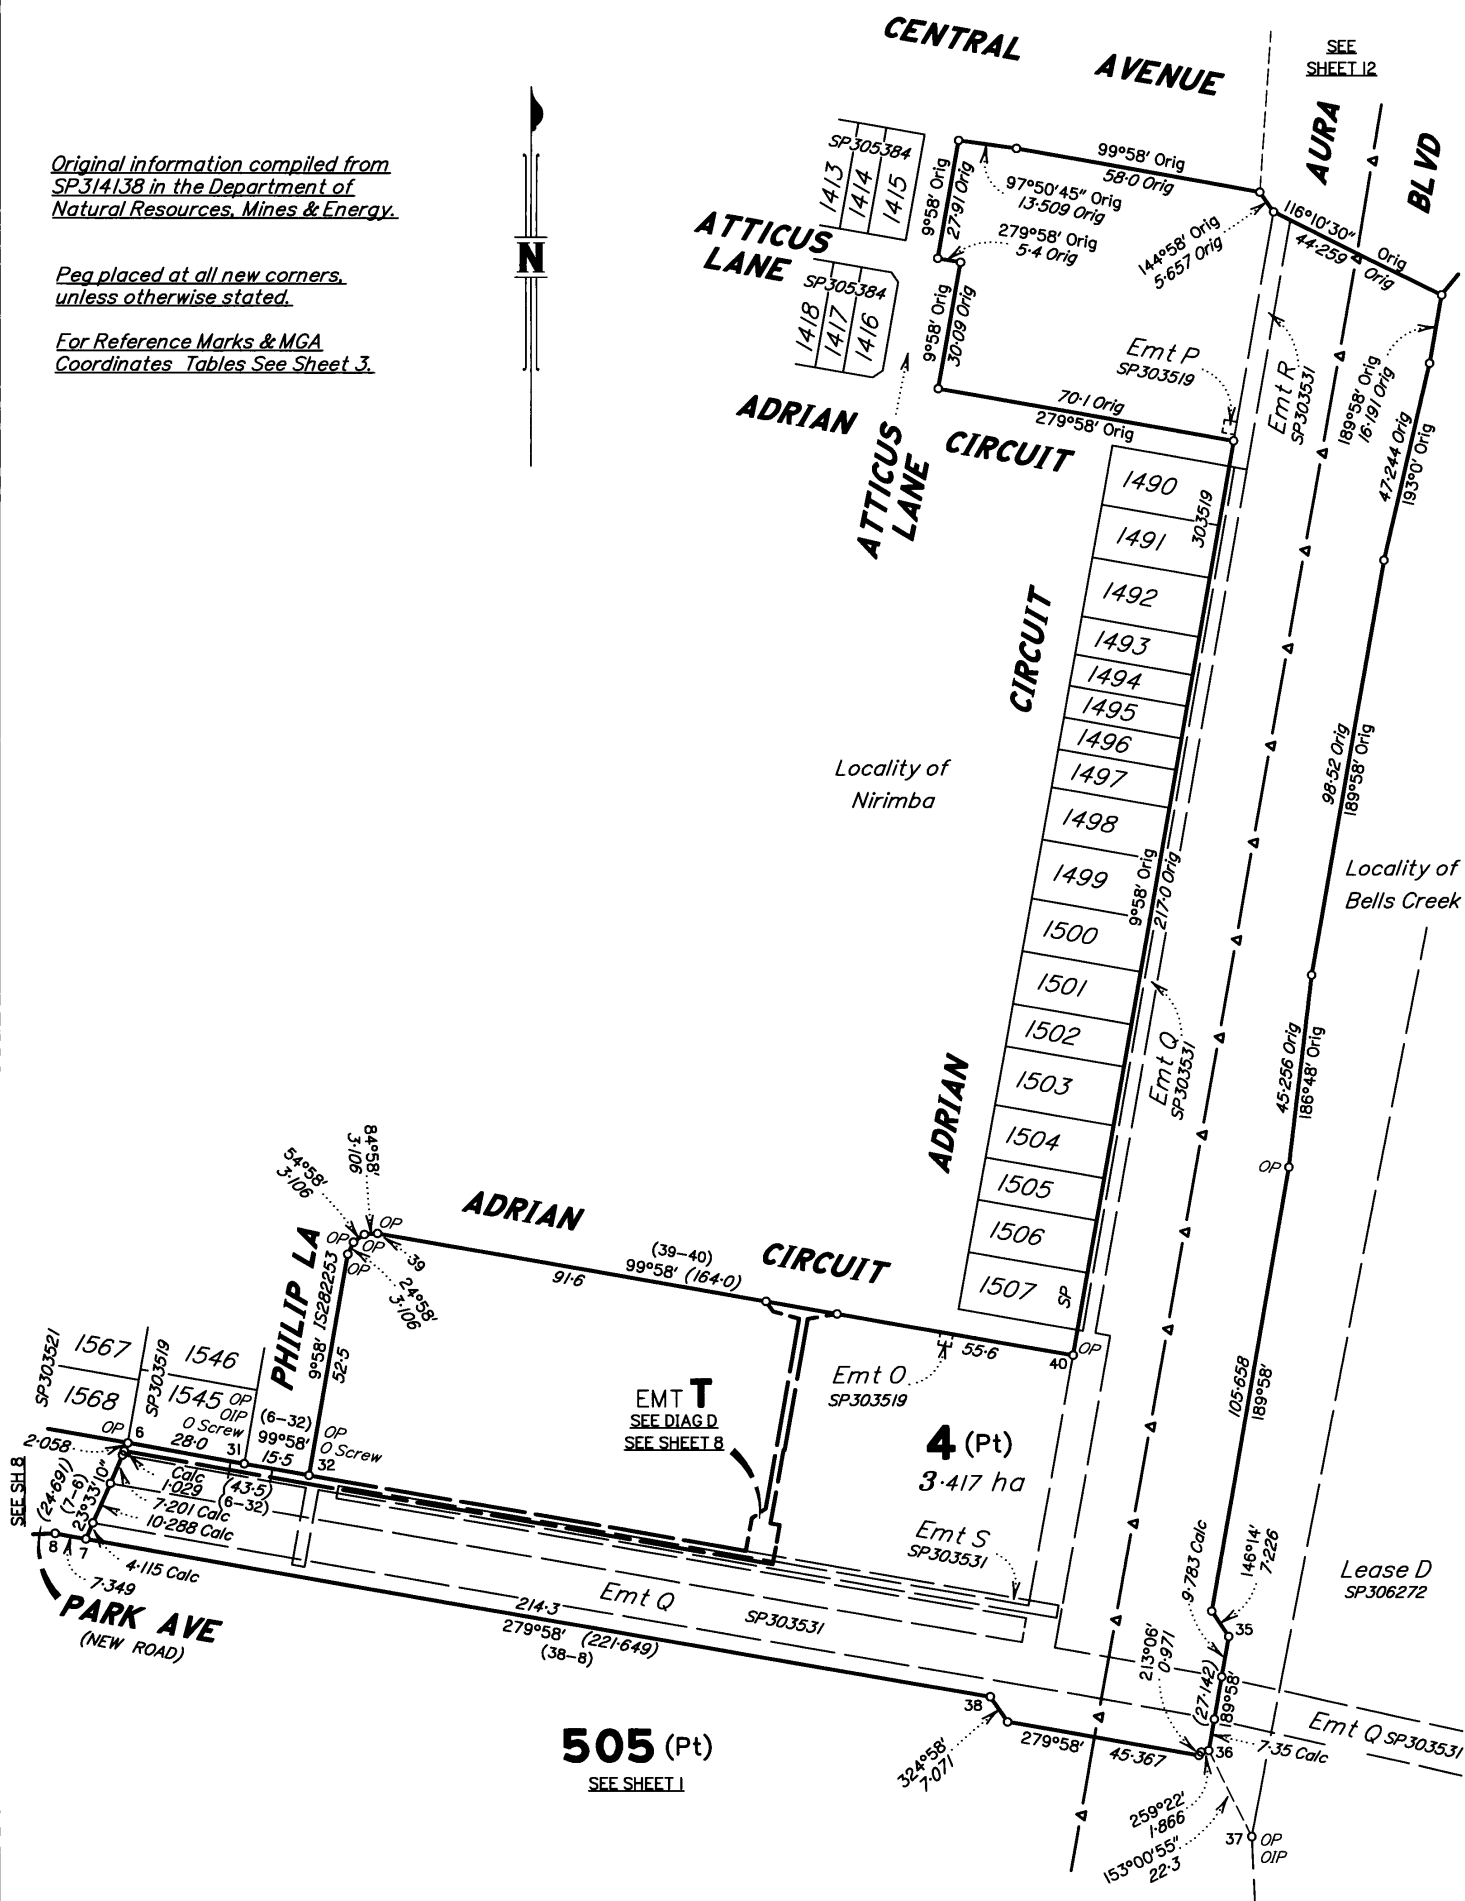 CENTRAL AVENUE
SEE
SHEET 12
AURA BLVD
Original information compiled from
SP314138 in the Department of
Natural Resources, Mines & Energy.
Peg placed at all new corners,
unless otherwise stated.
For Reference Marks & MGA
Coordinates Tables See Sheet 3.
N
SP305384
1413
1414
1415
9°58' Orig
27·91 Orig
97°50'45" Orig
13·509 Orig
99°58' Orig
58·0 Orig
279°58' Orig
5·4 Orig
144°58' Orig
5·657 Orig
116°10'30" Orig
44·259 Orig
ATTICUS
LANE
SP305384
1418
1417
1416
9°58' Orig
30·09 Orig
Emt P
SP303519
Emt R
SP303531
189°58' Orig
16·191 Orig
47·244 Orig
193°0' Orig
70·1 Orig
279°58' Orig
ADRIAN CIRCUIT
ATTICUS
LANE
1490
303519
1491
1492
1493
1494
1495
1496
1497
1498
1499
1500
1501
1502
1503
1504
1505
1506
1507
SP
ADRIAN CIRCUIT
9°58' Orig
217·0 Orig
Locality of
Nirimba
98·52 Orig
189°58' Orig
Locality of
Bells Creek
Emt Q
SP303531
45·256 Orig
186°48' Orig
OP
84°58'
3·106
54°58'
3·106
OP
OP
OP
OP
39
24°58'
3·106
ADRIAN CIRCUIT
(39-40)
99°58' (164·0)
91·6
PHILIP LA
9°58' IS282253
52·5
55·6
40
OP
Emt O
SP303519
EMT T
SEE DIAG D
SEE SHEET 8
4 (Pt)
3·417 ha
105·658
189°58'
SP303521
1567
1568
SP303519
1546
1545
OP
OIP
O Screw
OP
6
28·0
31
(6-32)
99°58'
15·5
OP
O Screw
32
2·058
Calc
1·029
(43·5)
(6-32)
7·201 Calc
10·288 Calc
SEE SH 8
(24·691)
(7-6)
23°33'10"
8
7
4·115 Calc
7·349
PARK AVE
(NEW ROAD)
Emt S
SP303531
Emt Q
SP303531
214·3
279°58' (221·649)
(38-8)
9·783 Calc
146°14'
7·226
35
Lease D
SP306272
213°06'
0·971
(27·142)
189°58'
38
324°58'
7·071
279°58'
45·367
36
7·35 Calc
Emt Q SP303531
505 (Pt)
SEE SHEET 1
259°22'
1·866
153°00'55"
22·3
37
OP
OIP